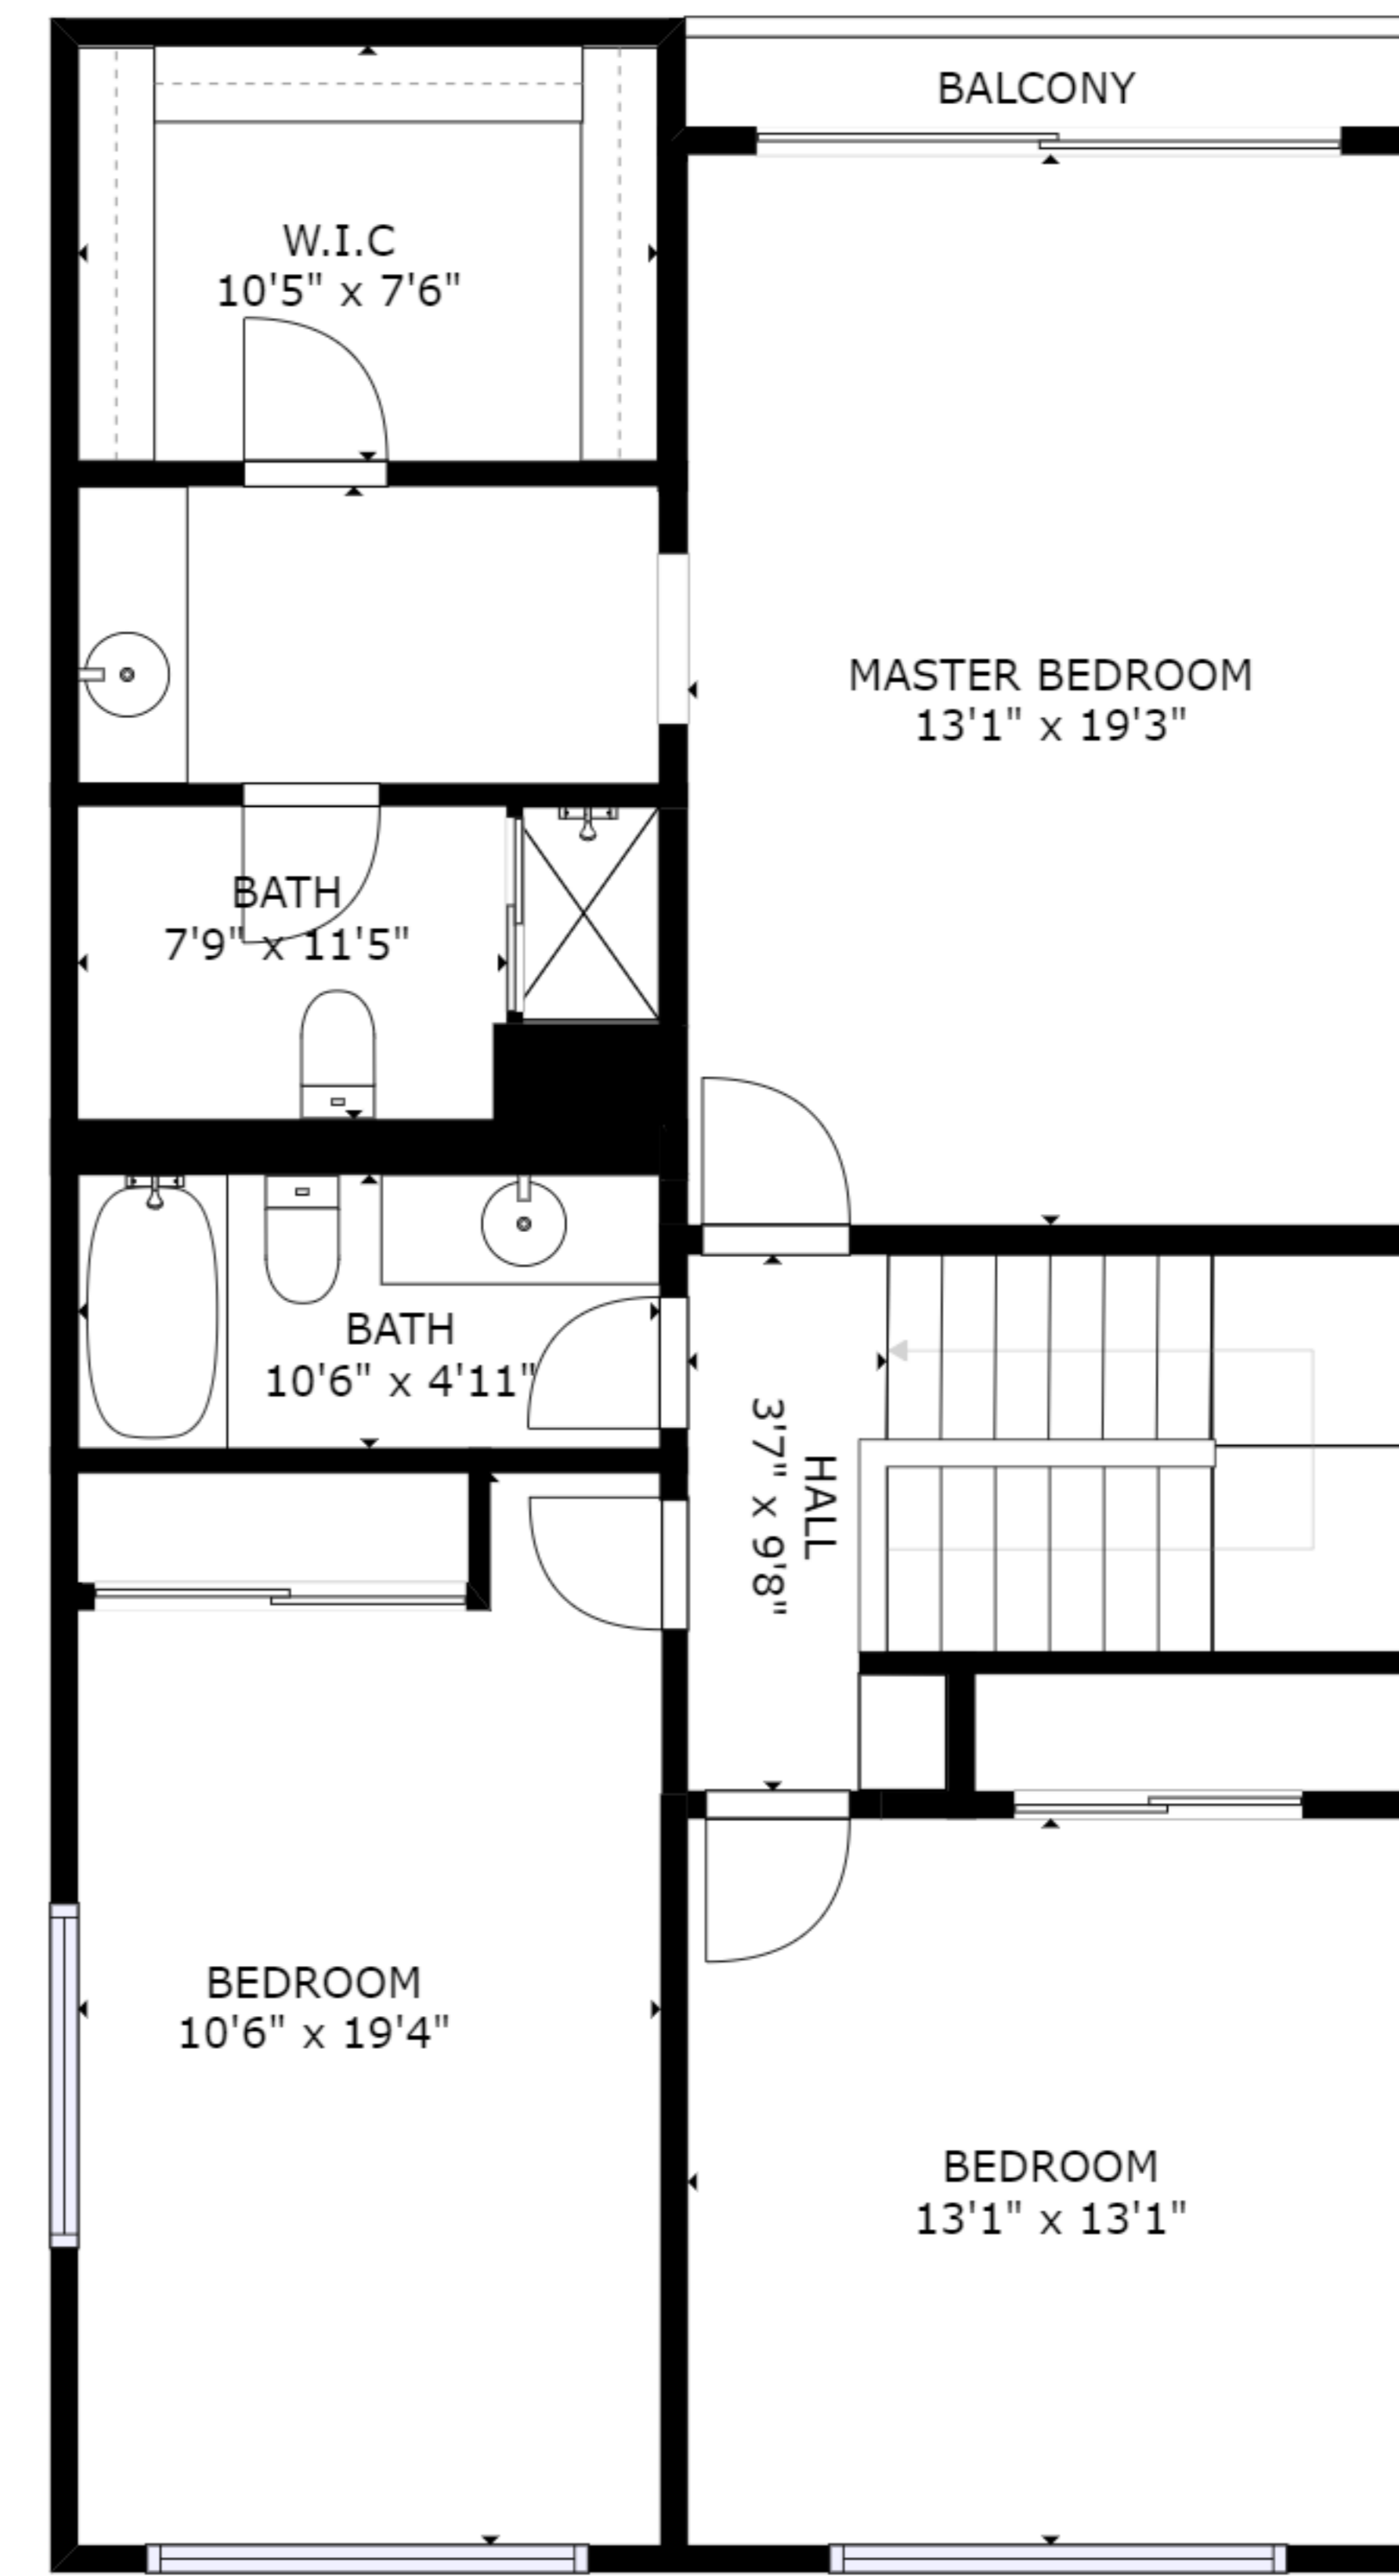 BALCONY
W.I.C
10'5" x 7'6"
MASTER BEDROOM
13'1" x 19'3"
BATH
7'9" x 11'5"
BATH
10'6" x 4'11"
HALL
3'7" x 9'8"
BEDROOM
10'6" x 19'4"
BEDROOM
13'1" x 13'1"